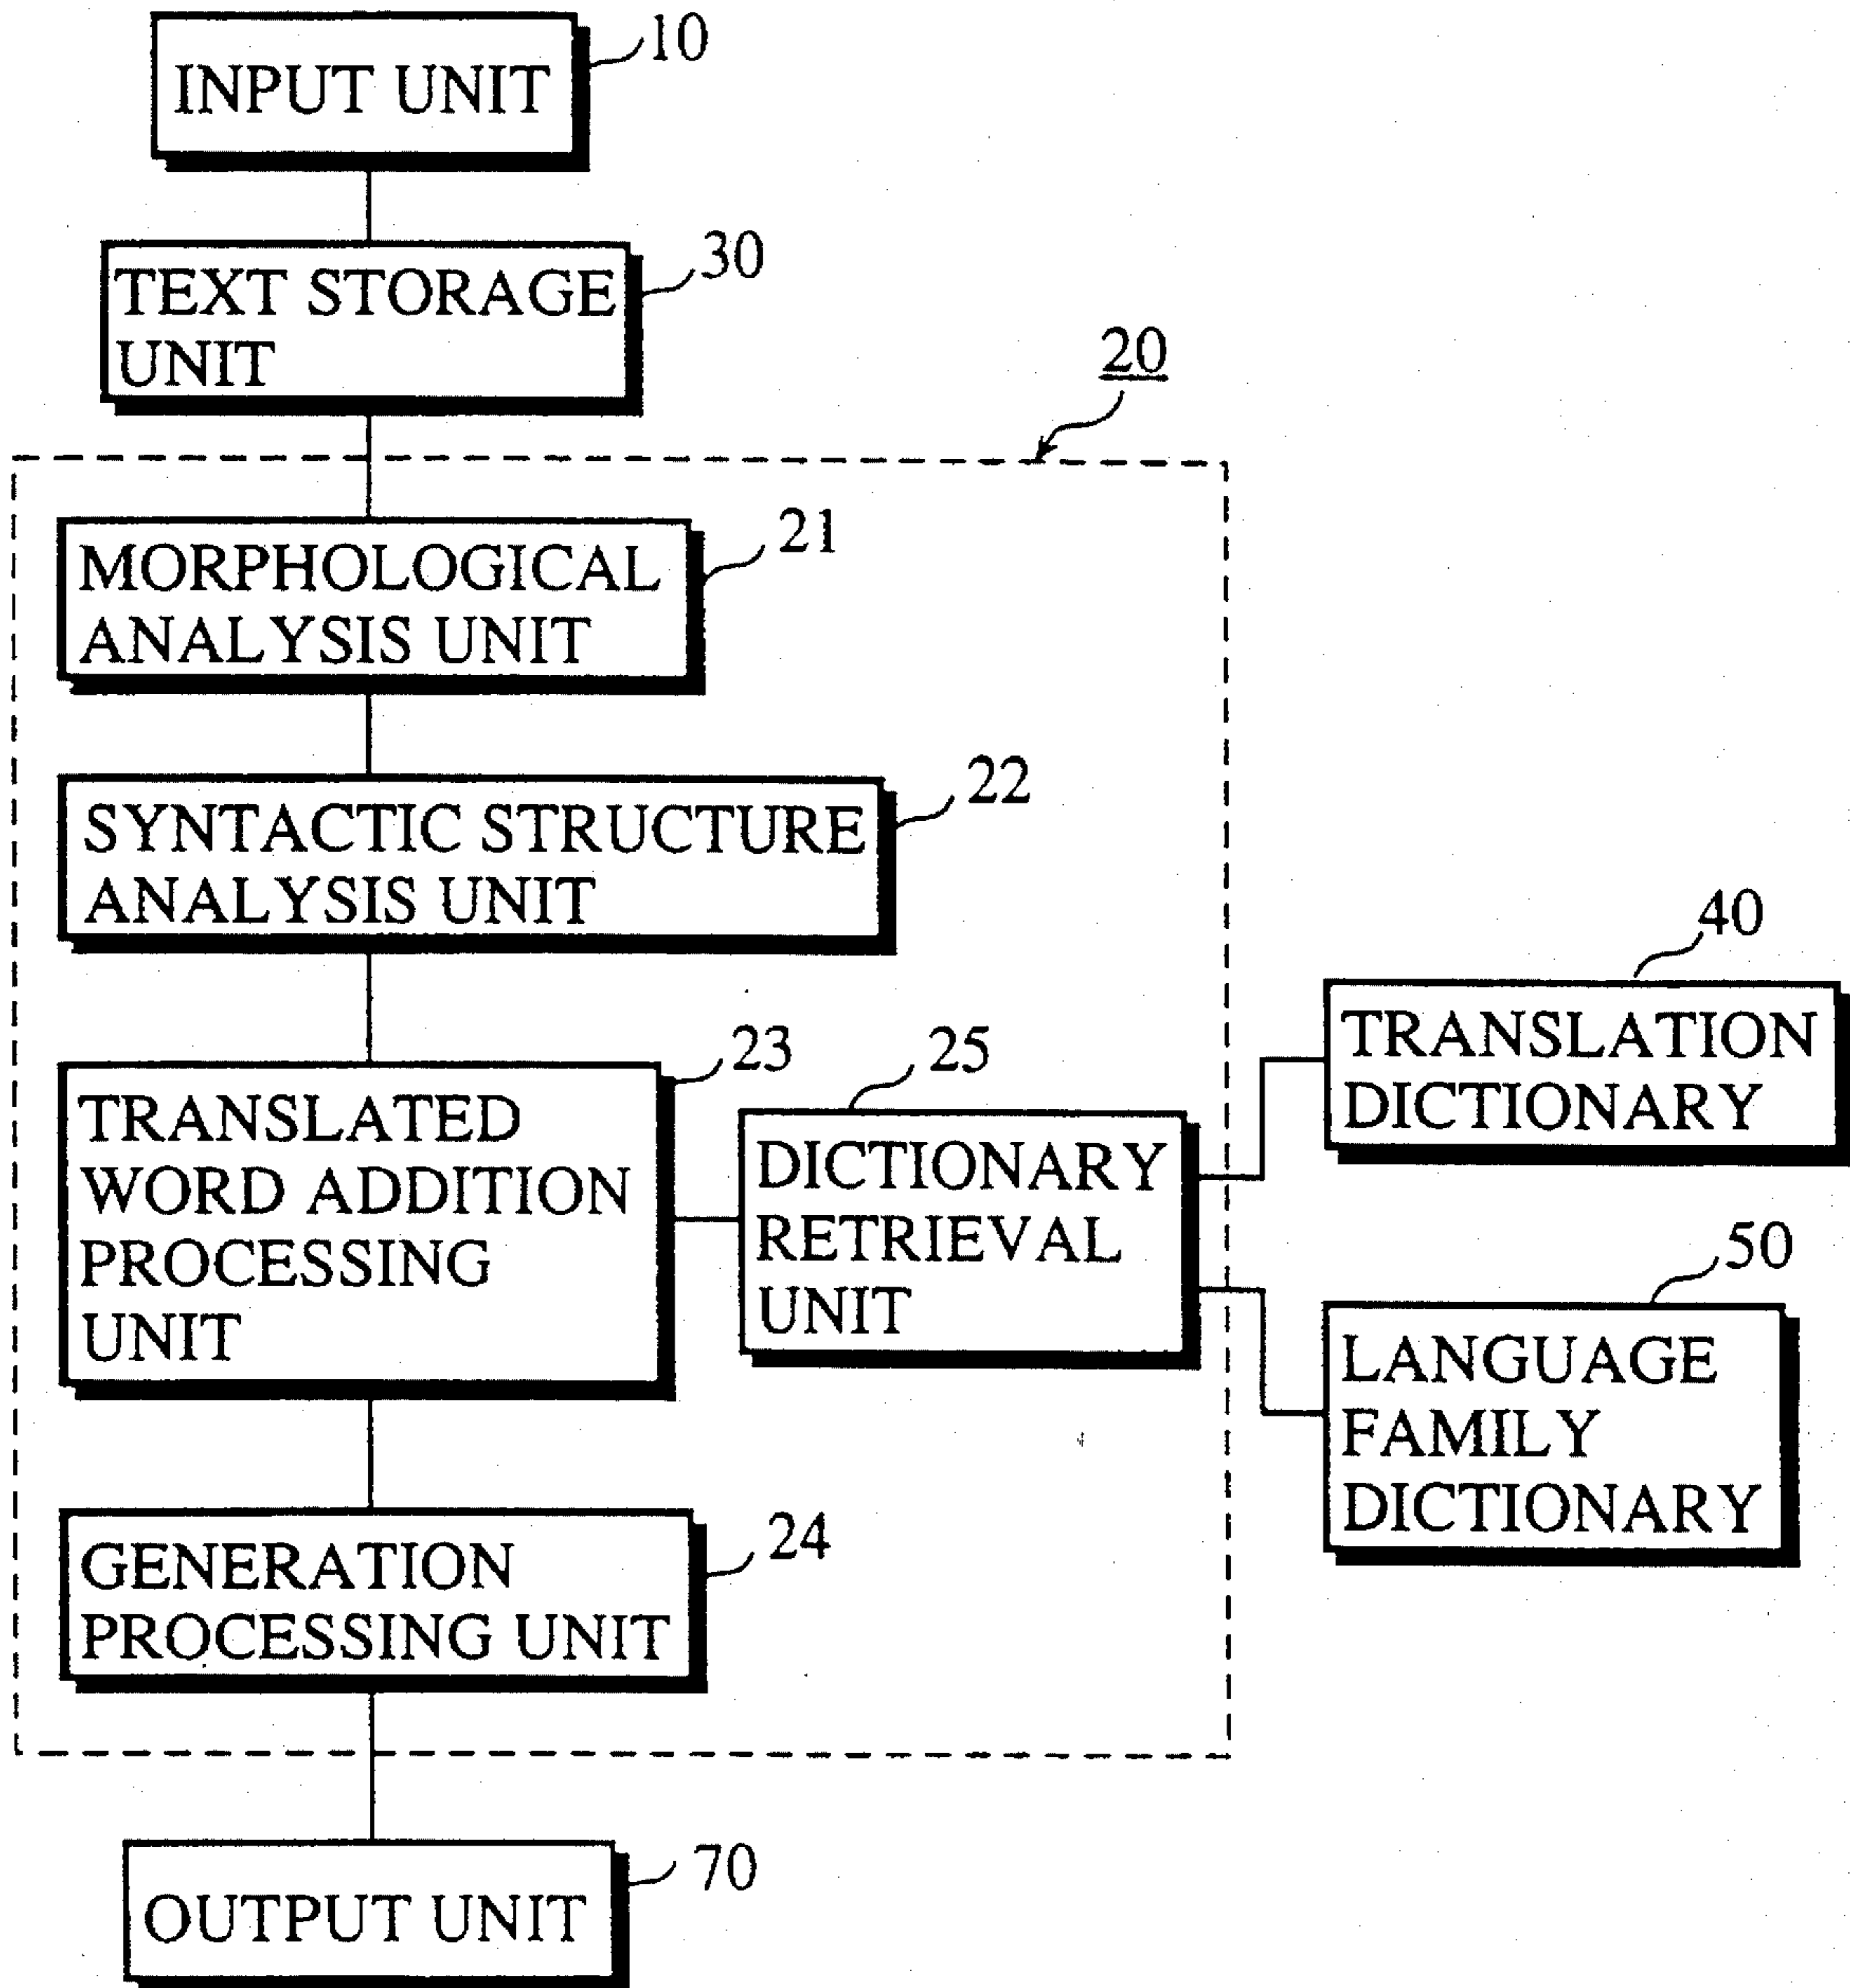 INPUT UNIT
10
TEXT STORAGE
UNIT
30
20
MORPHOLOGICAL
ANALYSIS UNIT
21
SYNTACTIC STRUCTURE
ANALYSIS UNIT
22
TRANSLATED
WORD ADDITION
PROCESSING
UNIT
23
DICTIONARY
RETRIEVAL
UNIT
25
TRANSLATION
DICTIONARY
40
LANGUAGE
FAMILY
DICTIONARY
50
GENERATION
PROCESSING UNIT
24
OUTPUT UNIT
70